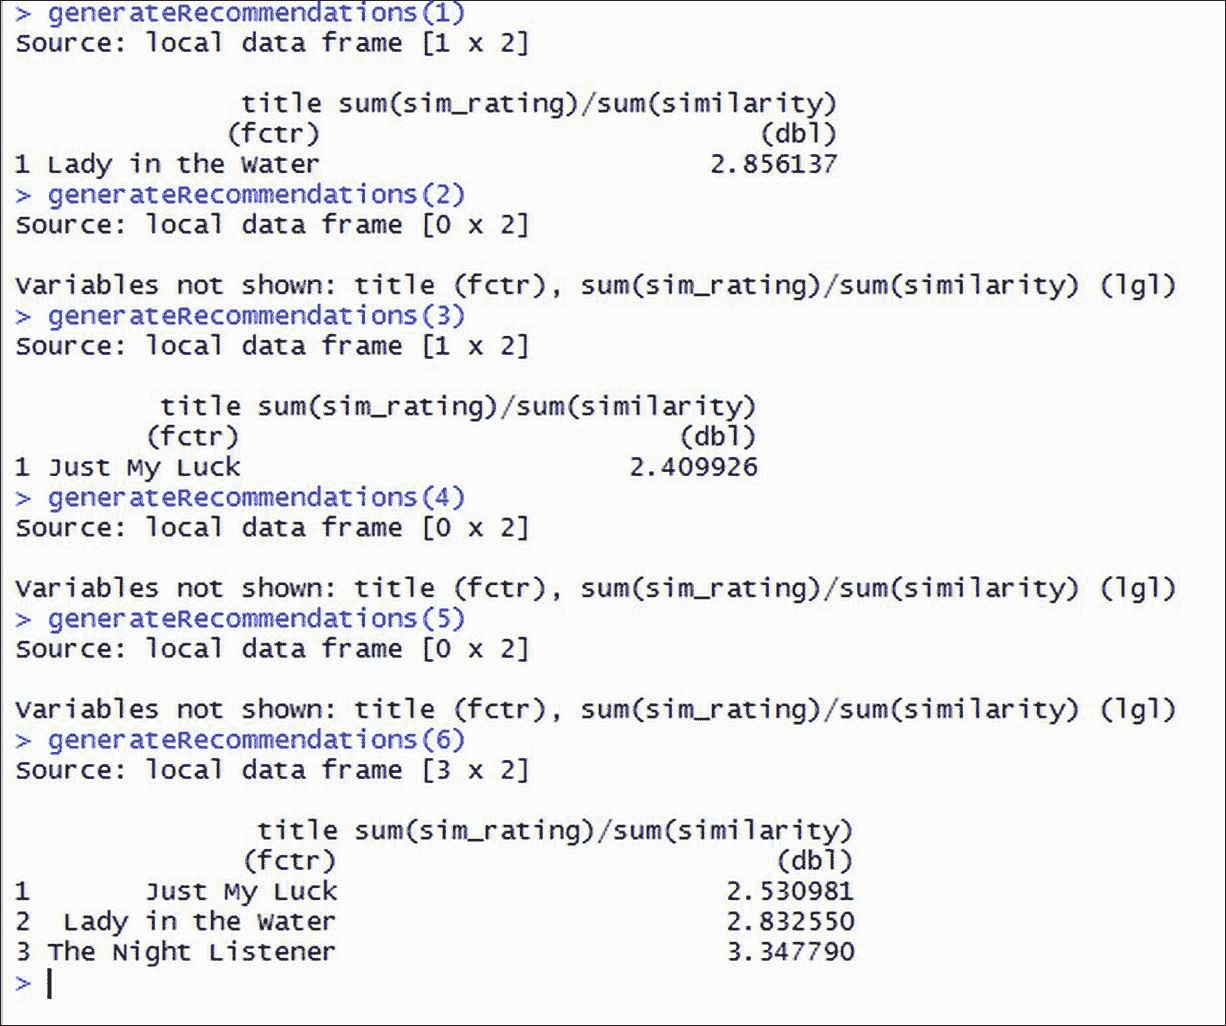 > generateRecommendations(1)
Source: local data frame [1 x 2]
title sum(sim_rating)/sum(similarity)
(fctr) (dbl)
1 Lady in the Water 2.856137
> generateRecommendations(2)
Source: local data frame [0 x 2]
Variables not shown: title (fctr), sum(sim_rating)/sum(similarity) (lgl)
> generateRecommendations(3)
Source: local data frame [1 x 2]
title sum(sim_rating)/sum(similarity)
(fctr) (dbl)
1 Just My Luck 2.409926
> generateRecommendations(4)
Source: local data frame [0 x 2]
Variables not shown: title (fctr), sum(sim_rating)/sum(similarity) (lgl)
> generateRecommendations(5)
Source: local data frame [0 x 2]
Variables not shown: title (fctr), sum(sim_rating)/sum(similarity) (lgl)
> generateRecommendations(6)
Source: local data frame [3 x 2]
title sum(sim_rating)/sum(similarity)
(fctr) (dbl)
1 Just My Luck 2.530981
2 Lady in the Water 2.832550
3 The Night Listener 3.347790
>